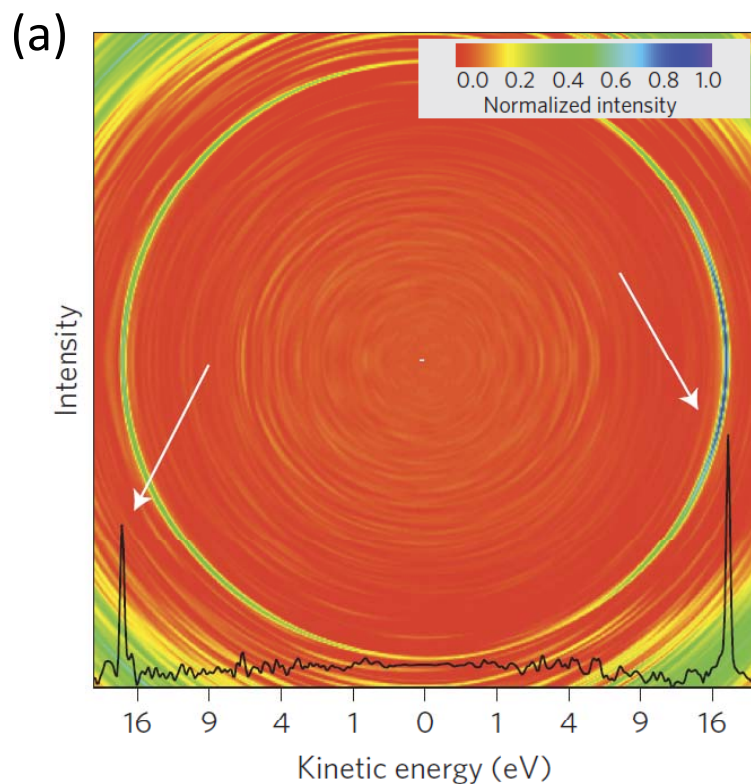 (a)
0.0 0.2 0.4 0.6 0.8 1.0
Normalized intensity
Intensity
16 9 4 1 0 1 4 9 16
Kinetic energy (eV)